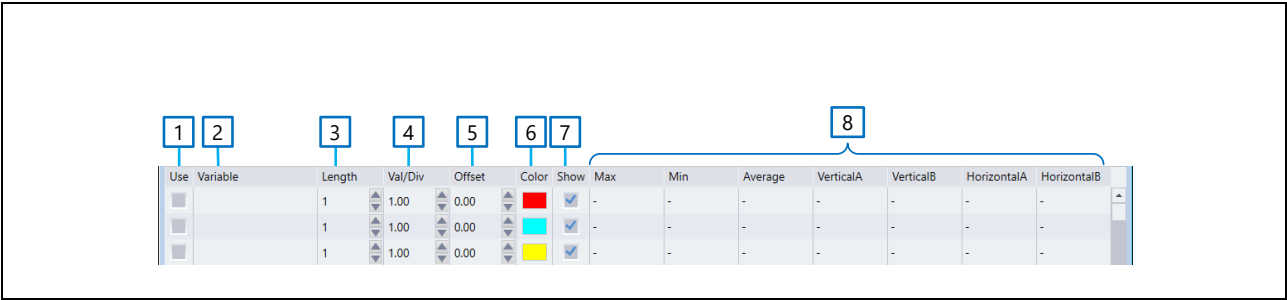 1 2 3 4 5 6 7 8
Use Variable Length Val/Div Offset Color Show Max Min Average VerticalA VerticalB HorizontalA HorizontalB
1 1.00 0.00 - - - - - - -
1 1.00 0.00 - - - - - - -
1 1.00 0.00 - - - - - - -